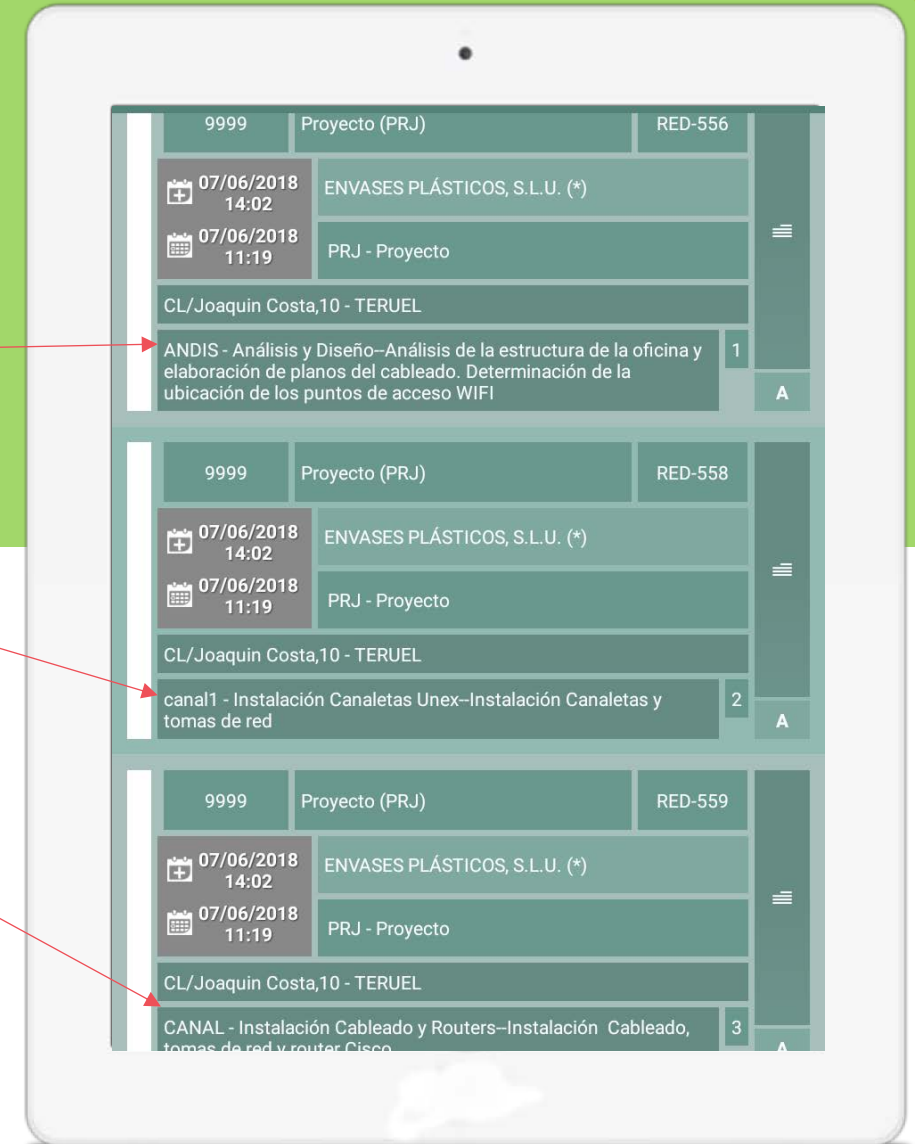 9999 Proyecto (PRJ) RED-556
07/06/2018
14:02
ENVASES PLÁSTICOS, S.L.U. (*)
07/06/2018
11:19
PRJ - Proyecto
CL/Joaquin Costa,10 - TERUEL
ANDIS - Análisis y Diseño--Análisis de la estructura de la oficina y 1
elaboración de planos del cableado. Determinación de la
ubicación de los puntos de acceso WIFI
A
9999 Proyecto (PRJ) RED-558
07/06/2018
14:02
ENVASES PLÁSTICOS, S.L.U. (*)
07/06/2018
11:19
PRJ - Proyecto
CL/Joaquin Costa,10 - TERUEL
canal1 - Instalación Canaletas Unex--Instalación Canaletas y 2
tomas de red
A
9999 Proyecto (PRJ) RED-559
07/06/2018
14:02
ENVASES PLÁSTICOS, S.L.U. (*)
07/06/2018
11:19
PRJ - Proyecto
CL/Joaquin Costa,10 - TERUEL
CANAL - Instalación Cableado y Routers--Instalación Cableado, 3
tomas de red y router Cisco
A